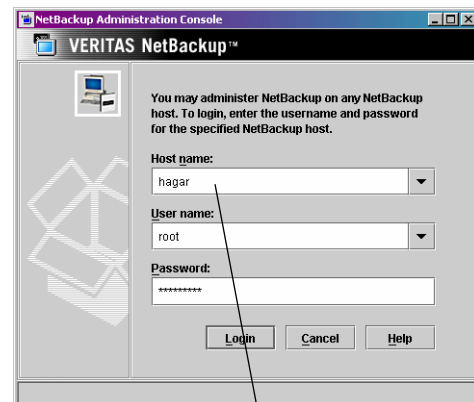 NetBackup Administration Console
VERITAS NetBackup™
You may administer NetBackup on any NetBackup
host. To login, enter the username and password
for the specified NetBackup host.
Host name:
hagar
User name:
root
Password:
*********
Login Cancel Help